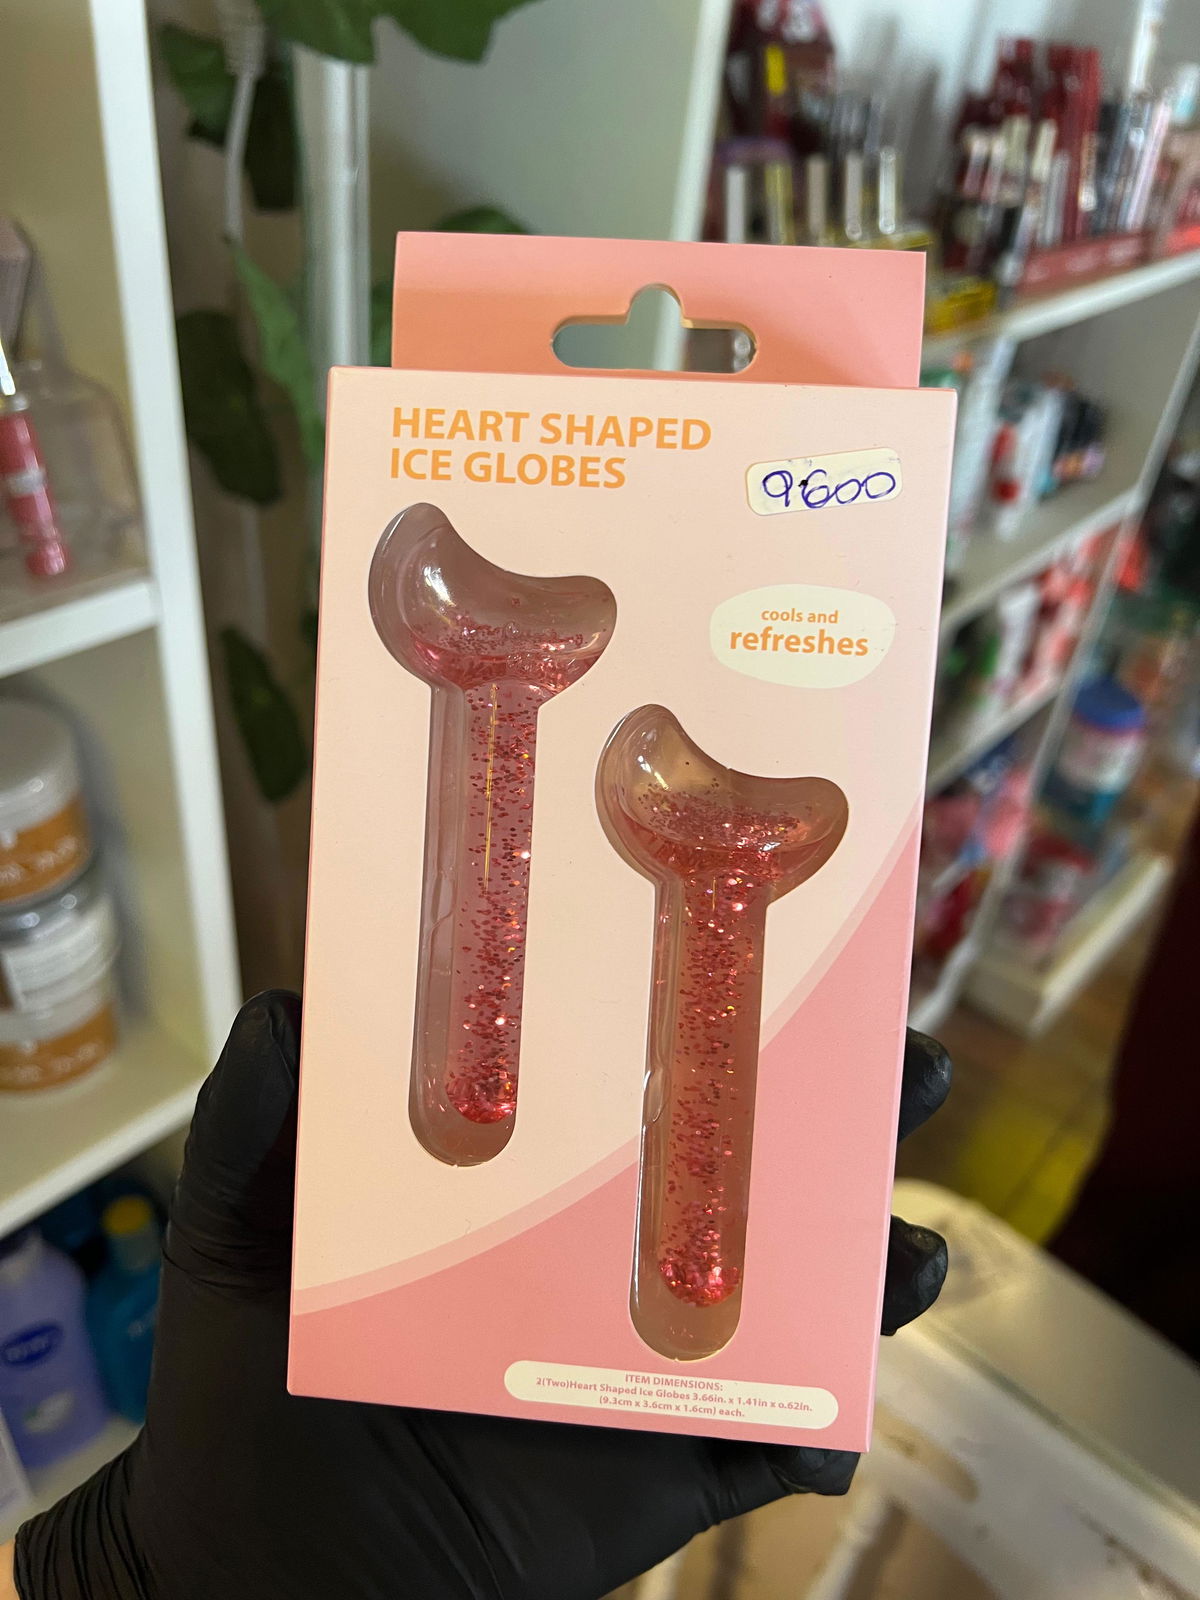 HEART SHAPED
ICE GLOBES
9600
cools and
refreshes
ITEM DIMENSIONS:
2(Two)Heart Shaped Ice Globes 3.66in. x 1.41in x 0.62in.
(9.3cm x 3.6cm x 1.6cm) each.